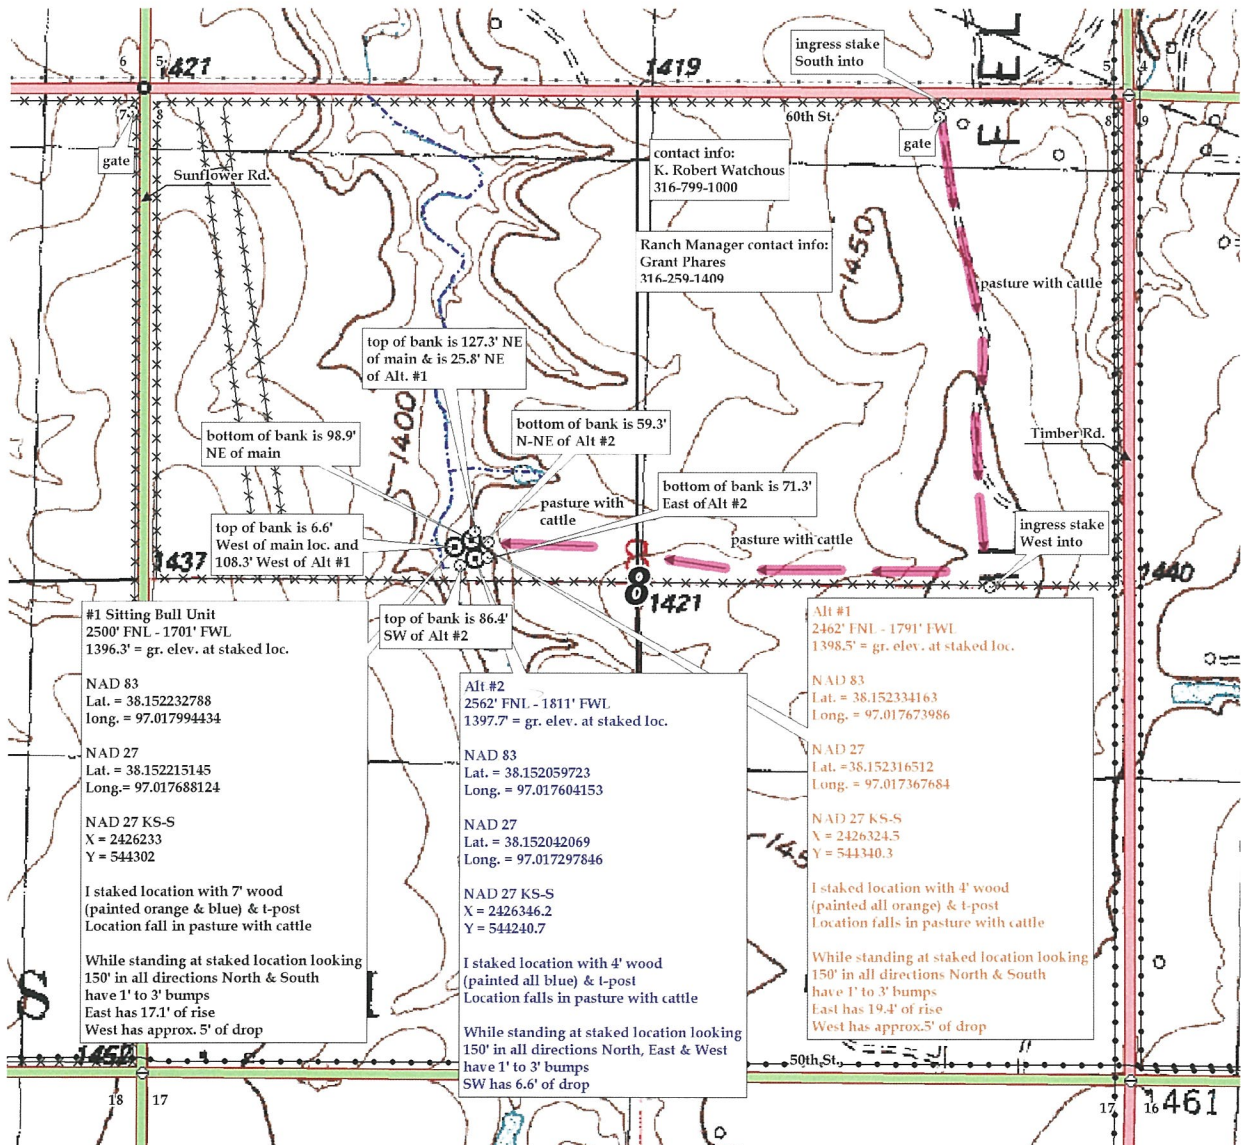 6 5
1421
1419
5 4
ingress stake
South into
7 8
60th St.
8 9
gate
gate
Sunflower Rd.
contact info:
K. Robert Watchous
316-799-1000
Ranch Manager contact info:
Grant Phares
316-259-1409
1450
pasture with cattle
top of bank is 127.3' NE
of main & is 25.8' NE
of Alt. #1
1400
bottom of bank is 98.9'
NE of main
bottom of bank is 59.3'
N-NE of Alt #2
Timber Rd.
bottom of bank is 71.3'
East of Alt #2
pasture with
cattle
top of bank is 6.6'
West of main loc. and
108.3' West of Alt #1
pasture with cattle
ingress stake
West into
1437
8
1421
1440
top of bank is 86.4'
SW of Alt #2
#1 Sitting Bull Unit
2500' FNL - 1701' FWL
1396.3' = gr. elev. at staked loc.
NAD 83
Lat. = 38.152232788
long. = 97.017994434
NAD 27
Lat. = 38.152215145
Long.= 97.017688124
NAD 27 KS-S
X = 2426233
Y = 544302
I staked location with 7' wood
(painted orange & blue) & t-post
Location fall in pasture with cattle
While standing at staked location looking
150' in all directions North & South
have 1' to 3' bumps
East has 17.1' of rise
West has approx. 5' of drop
Alt #2
2562' FNL - 1811' FWL
1397.7' = gr. elev. at staked loc.
NAD 83
Lat. = 38.152059723
Long. = 97.017604153
NAD 27
Lat. = 38.152042069
Long. = 97.017297846
NAD 27 KS-S
X = 2426346.2
Y = 544240.7
I staked location with 4' wood
(painted all blue) & t-post
Location falls in pasture with cattle
While standing at staked location looking
150' in all directions North, East & West
have 1' to 3' bumps
SW has 6.6' of drop
Alt #1
2462' FNL - 1791' FWL
1398.5' = gr. elev. at staked loc.
NAD 83
Lat. = 38.152334163
Long. = 97.017673986
NAD 27
Lat. =38.152316512
Long. = 97.017367684
NAD 27 KS-S
X = 2426324.5
Y = 544340.3
I staked location with 4' wood
(painted all orange) & t-post
Location falls in pasture with cattle
While standing at staked location looking
150' in all directions North & South
have 1' to 3' bumps
East has 19.4' of rise
West has approx.5' of drop
S
50th St.
18 17
17 16
1461